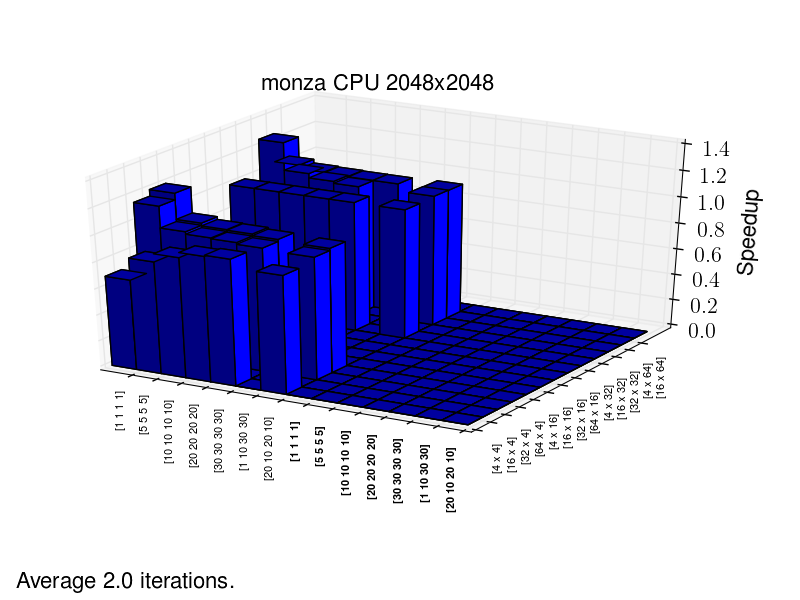 monza CPU 2048x2048
1.4
1.2
1.0
0.8
0.6
0.4
0.2
0.0
Speedup
[1 1 1 1]
[5 5 5 5]
[10 10 10 10]
[20 20 20 20]
[30 30 30 30]
[1 10 30 30]
[20 10 20 10]
[1 1 1 1]
[5 5 5 5]
[10 10 10 10]
[20 20 20 20]
[30 30 30 30]
[1 10 30 30]
[20 10 20 10]
[4 x 4]
[16 x 4]
[32 x 4]
[64 x 4]
[4 x 16]
[16 x 16]
[32 x 16]
[64 x 16]
[4 x 32]
[16 x 32]
[32 x 32]
[4 x 64]
[16 x 64]
Average 2.0 iterations.